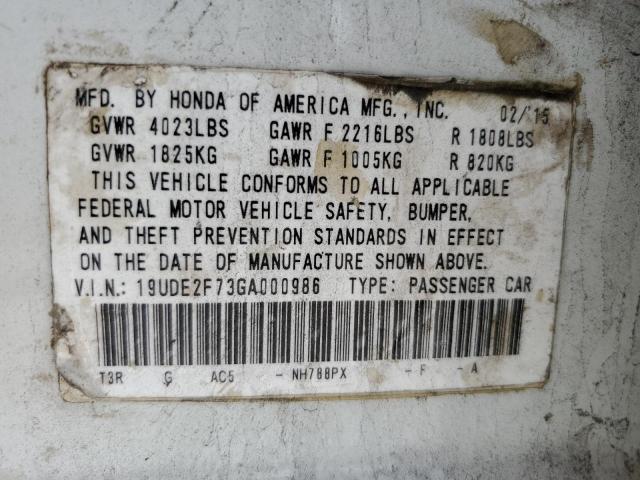 MFD. BY HONDA OF AMERICA MFG., INC. 02/15
GVWR 4023LBS GAWR F 2216LBS R 1808LBS
GVWR 1825KG GAWR F 1005KG R 820KG
THIS VEHICLE CONFORMS TO ALL APPLICABLE
FEDERAL MOTOR VEHICLE SAFETY, BUMPER,
AND THEFT PREVENTION STANDARDS IN EFFECT
ON THE DATE OF MANUFACTURE SHOWN ABOVE.
V.I.N.: 19UDE2F73GA000986 TYPE: PASSENGER CAR
T3R G AC5 - NH788PX - F - A